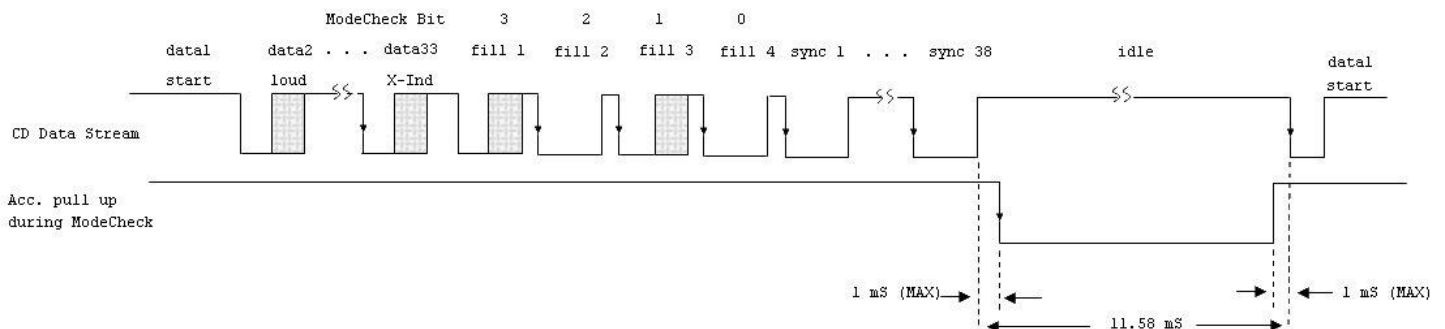 ModeCheck Bit 3 2 1 0
data1 data2 . . . data33 fill 1 fill 2 fill 3 fill 4 sync 1 . . . . sync 38 idle data1
start loud X-Ind start
CD Data Stream
Acc. pull up
during ModeCheck
1 mS (MAX) 1 mS (MAX)
11.58 mS